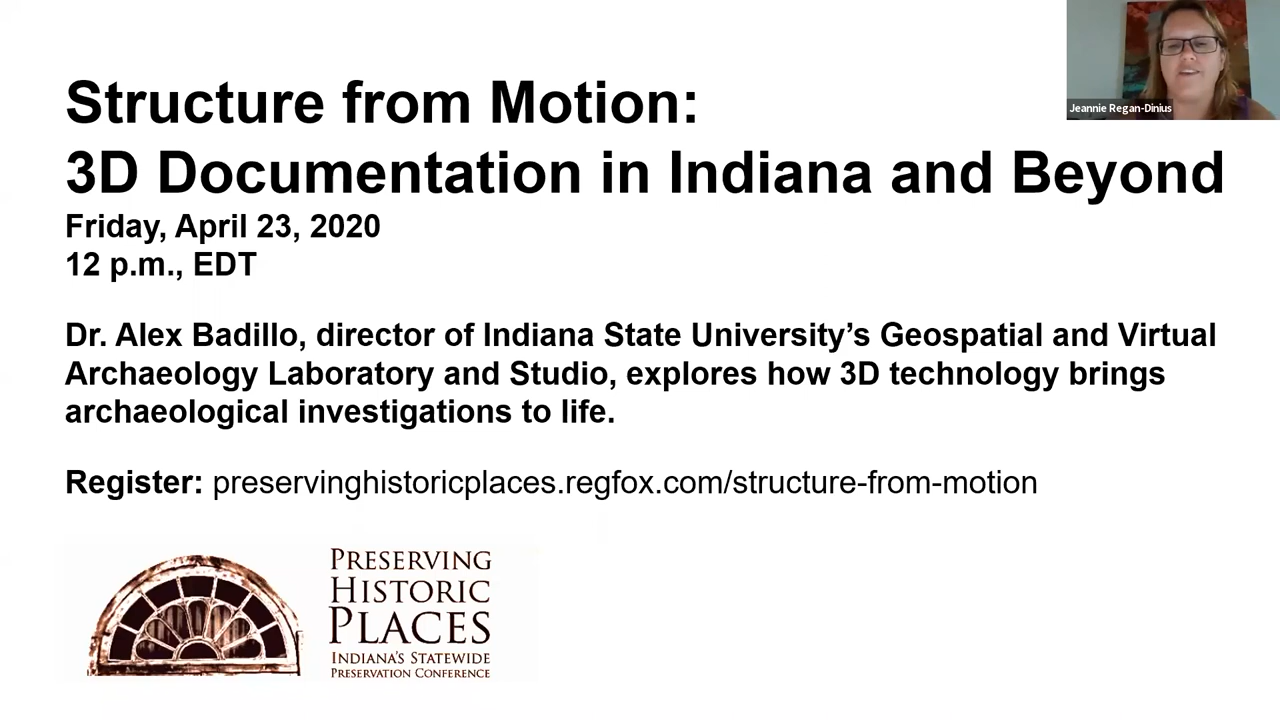 Structure from Motion:
3D Documentation in Indiana and Beyond
Friday, April 23, 2020
12 p.m., EDT
Dr. Alex Badillo, director of Indiana State University’s Geospatial and Virtual
Archaeology Laboratory and Studio, explores how 3D technology brings
archaeological investigations to life.
Register: preservinghistoricplaces.regfox.com/structure-from-motion
PRESERVING
HISTORIC
PLACES
INDIANA'S STATEWIDE
PRESERVATION CONFERENCE
Jeannie Regan-Dinius